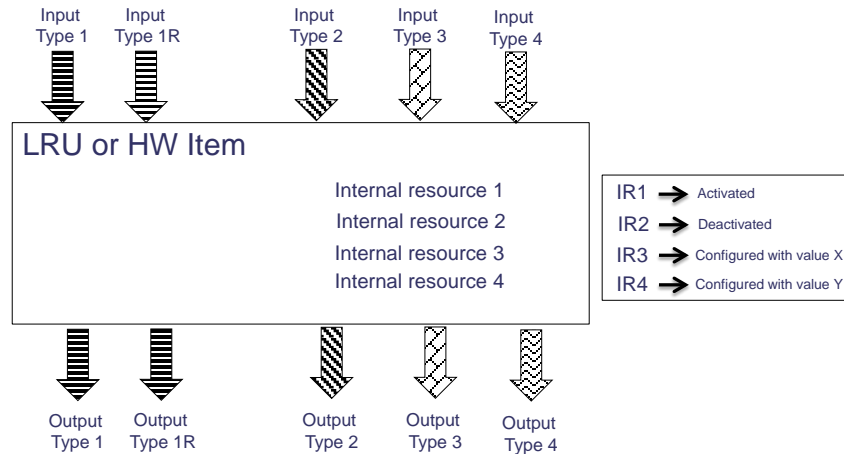 Input
Type 1
Input
Type 1R
Input
Type 2
Input
Type 3
Input
Type 4
LRU or HW Item
Internal resource 1
Internal resource 2
Internal resource 3
Internal resource 4
IR1 Activated
IR2 Deactivated
IR3 Configured with value X
IR4 Configured with value Y
Output
Type 1
Output
Type 1R
Output
Type 2
Output
Type 3
Output
Type 4